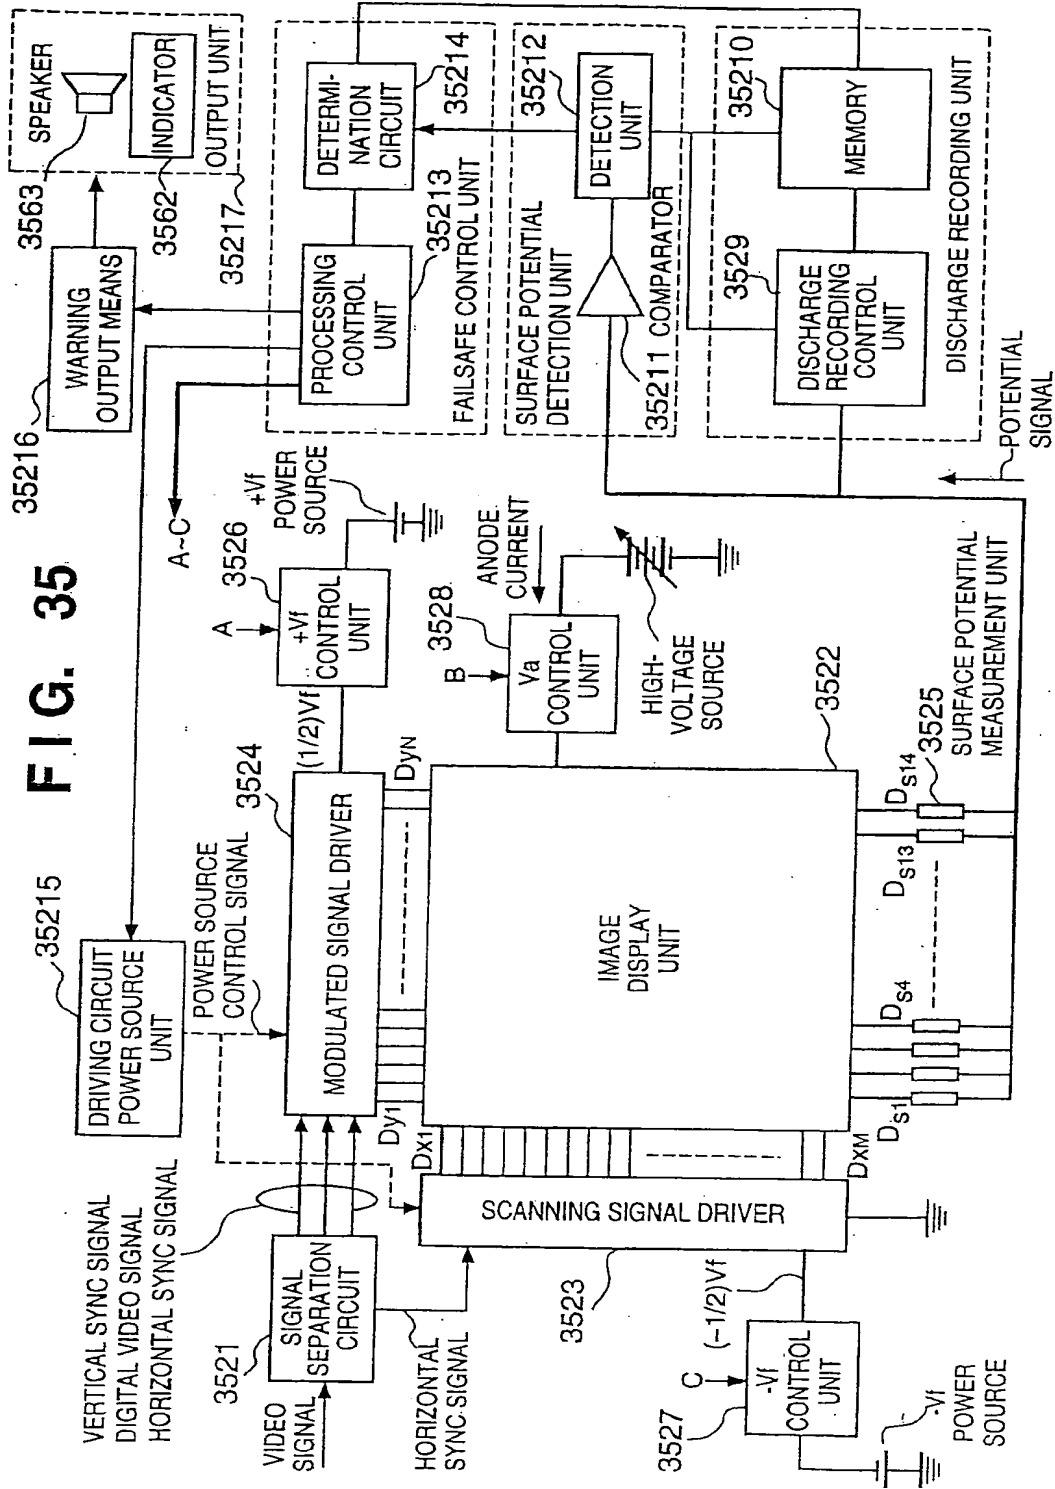 FIG. 35
35215
DRIVING CIRCUIT
POWER SOURCE
UNIT
POWER SOURCE
CONTROL SIGNAL
VERTICAL SYNC SIGNAL
DIGITAL VIDEO SIGNAL
HORIZONTAL SYNC SIGNAL
3521
SIGNAL
SEPARATION
CIRCUIT
VIDEO
SIGNAL
HORIZONTAL
SYNC SIGNAL
3524
MODULATED SIGNAL DRIVER
(1/2)Vf
Dy1
DyN
Dx1
DxM
SCANNING SIGNAL DRIVER
3523
(-1/2)Vf
C
3527
-Vf
CONTROL
UNIT
-Vf
POWER
SOURCE
A~C
A
3526
+Vf
CONTROL
UNIT
+Vf
POWER
SOURCE
B
3528
Va
CONTROL
UNIT
ANODE
CURRENT
HIGH-
VOLTAGE
SOURCE
IMAGE
DISPLAY
UNIT
3522
DS1
DS4
DS13
DS14
3525
SURFACE POTENTIAL
MEASUREMENT UNIT
35216
WARNING
OUTPUT MEANS
3563
SPEAKER
3562
INDICATOR
OUTPUT UNIT
35217
PROCESSING
CONTROL
UNIT
35213
DETERMI-
NATION
CIRCUIT
35214
FAILSAFE CONTROL UNIT
SURFACE POTENTIAL
DETECTION UNIT
35211 COMPARATOR
DETECTION
UNIT
35212
3529
DISCHARGE
RECORDING
CONTROL
UNIT
35210
MEMORY
DISCHARGE RECORDING UNIT
POTENTIAL
SIGNAL